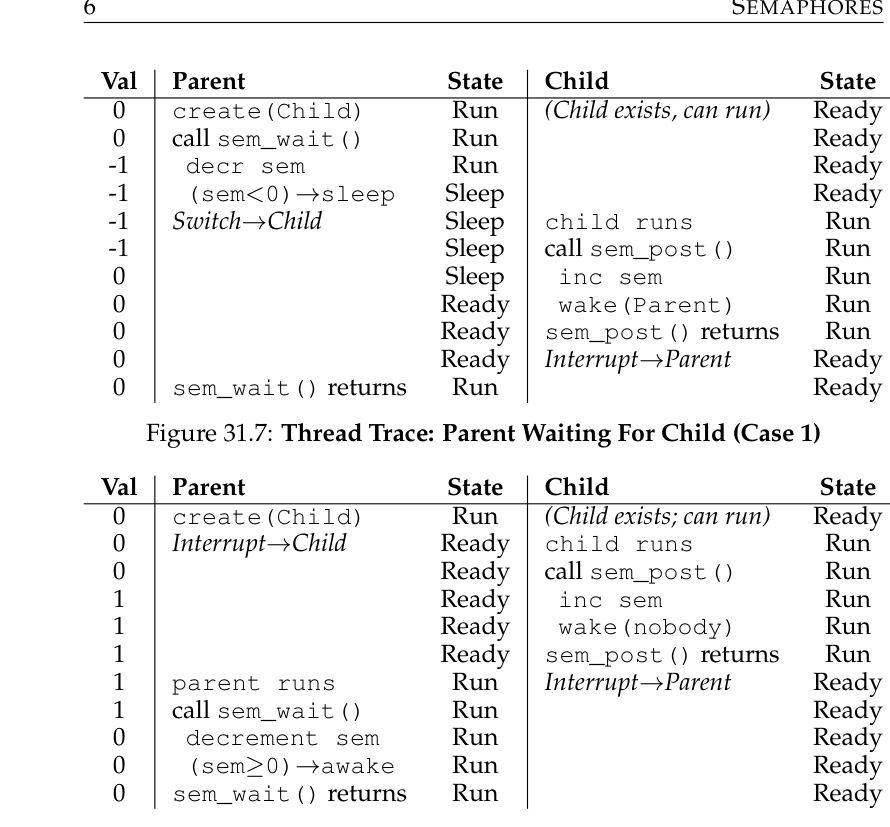 6 SEMAPHORES
Val Parent State Child State
0 create(Child) Run (Child exists, can run) Ready
0 call sem_wait() Run Ready
-1 decr sem Run Ready
-1 (sem<0)→sleep Sleep Ready
-1 Switch→Child Sleep child runs Run
-1 Sleep call sem_post() Run
0 Sleep inc sem Run
0 Ready wake(Parent) Run
0 Ready sem_post() returns Run
0 Ready Interrupt→Parent Ready
0 sem_wait() returns Run Ready
Figure 31.7: Thread Trace: Parent Waiting For Child (Case 1)
Val Parent State Child State
0 create(Child) Run (Child exists; can run) Ready
0 Interrupt→Child Ready child runs Run
0 Ready call sem_post() Run
1 Ready inc sem Run
1 Ready wake(nobody) Run
1 Ready sem_post() returns Run
1 parent runs Run Interrupt→Parent Ready
1 call sem_wait() Run Ready
0 decrement sem Run Ready
0 (sem≥0)→awake Run Ready
0 sem_wait() returns Run Ready